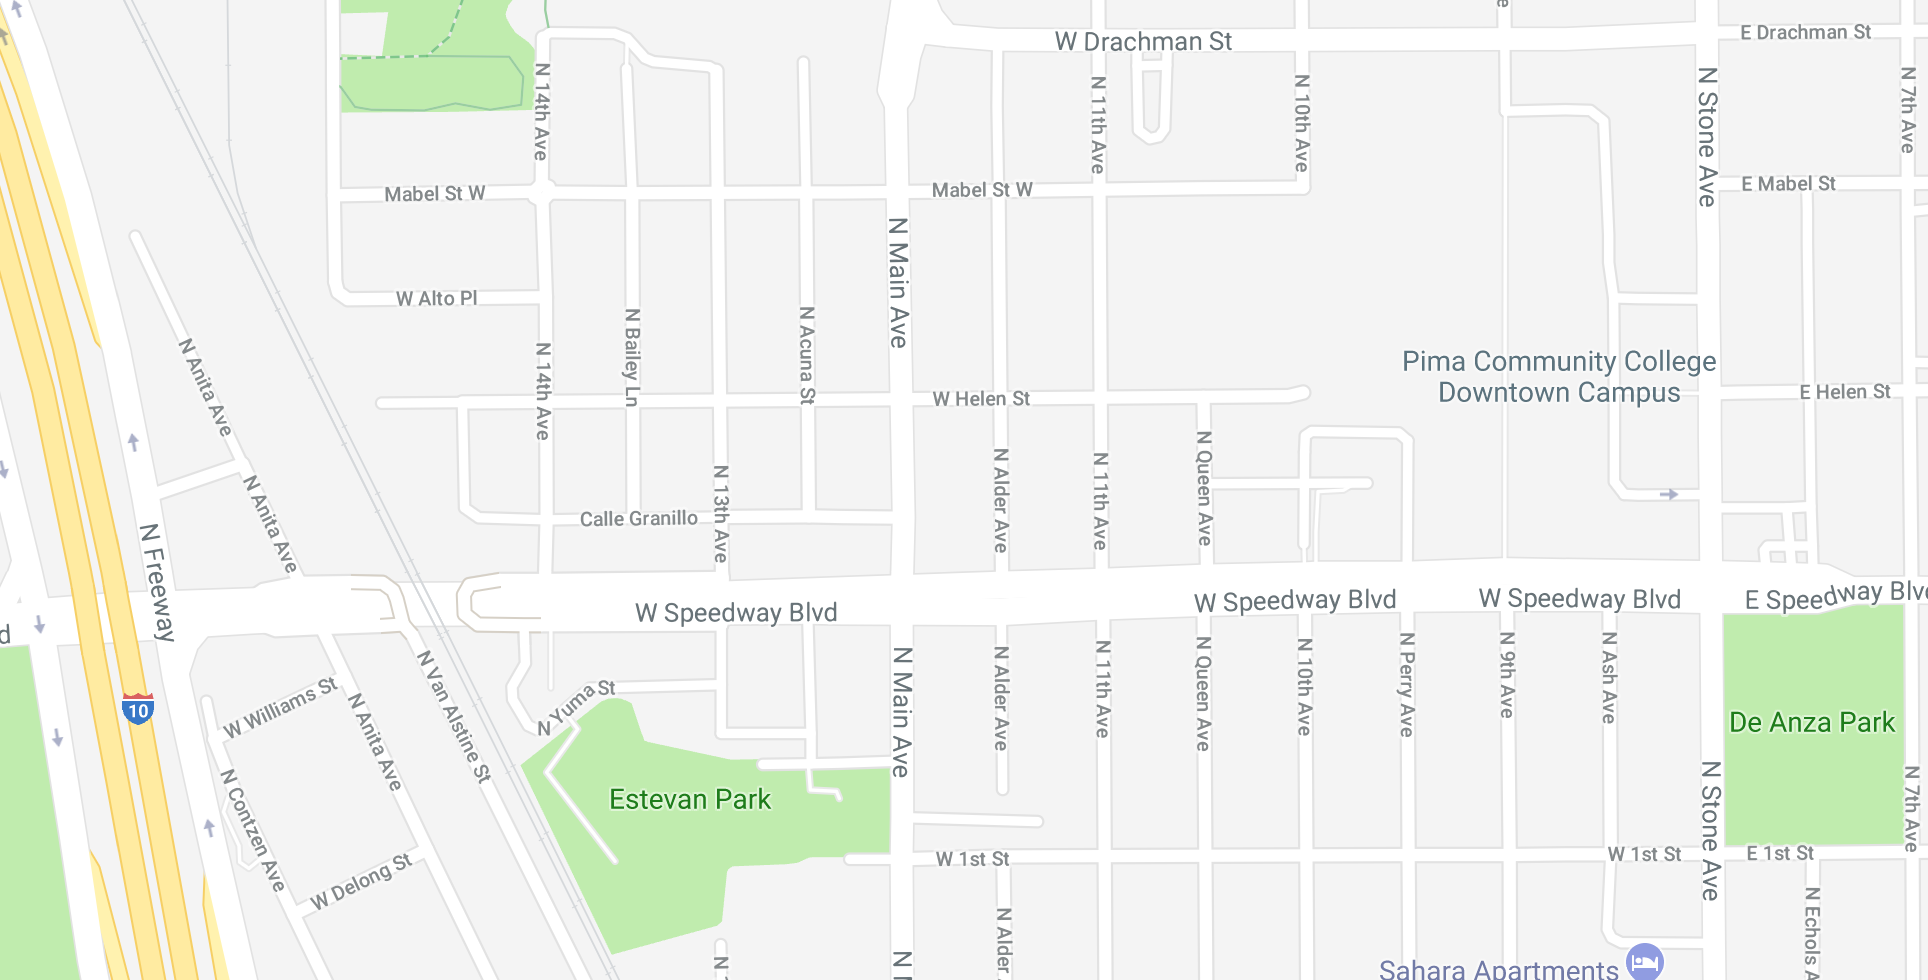 W Drachman St
E Drachman St
N 14th Ave
N 11th Ave
N 10th Ave
N Stone Ave
N 7th Ave
Mabel St W
Mabel St W
E Mabel St
N Main Ave
W Alto Pl
N Anita Ave
N Bailey Ln
N Acuna St
N 14th Ave
Pima Community College
Downtown Campus
W Helen St
E Helen St
N Anita Ave
N 13th Ave
N Alder Ave
N 11th Ave
N Queen Ave
Calle Granillo
N Freeway
W Speedway Blvd
W Speedway Blvd
W Speedway Blvd
E Speedway Blvd
d
N Van Alstine St
N Main Ave
N Alder Ave
N 11th Ave
N Queen Ave
N 10th Ave
N Perry Ave
N 9th Ave
N Ash Ave
W Williams St
N Anita Ave
N Yuma St
10
De Anza Park
Estevan Park
N Contzen Ave
N Stone Ave
N 7th Ave
W Delong St
W 1st St
W 1st St
E 1st St
N Alder
N Echols A
Sahara Apartments